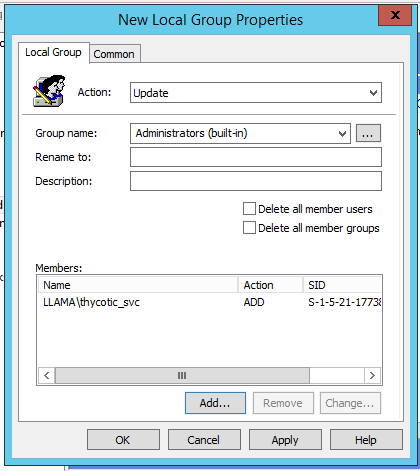 New Local Group Properties
Local Group
Common
Action:
Update
Group name:
Administrators (built-in)
...
Rename to:
Description:
Delete all member users
Delete all member groups
Members:
Name Action SID
LLAMA\thycotic_svc ADD S-1-5-21-17738
Add...
Remove
Change...
OK
Cancel
Apply
Help